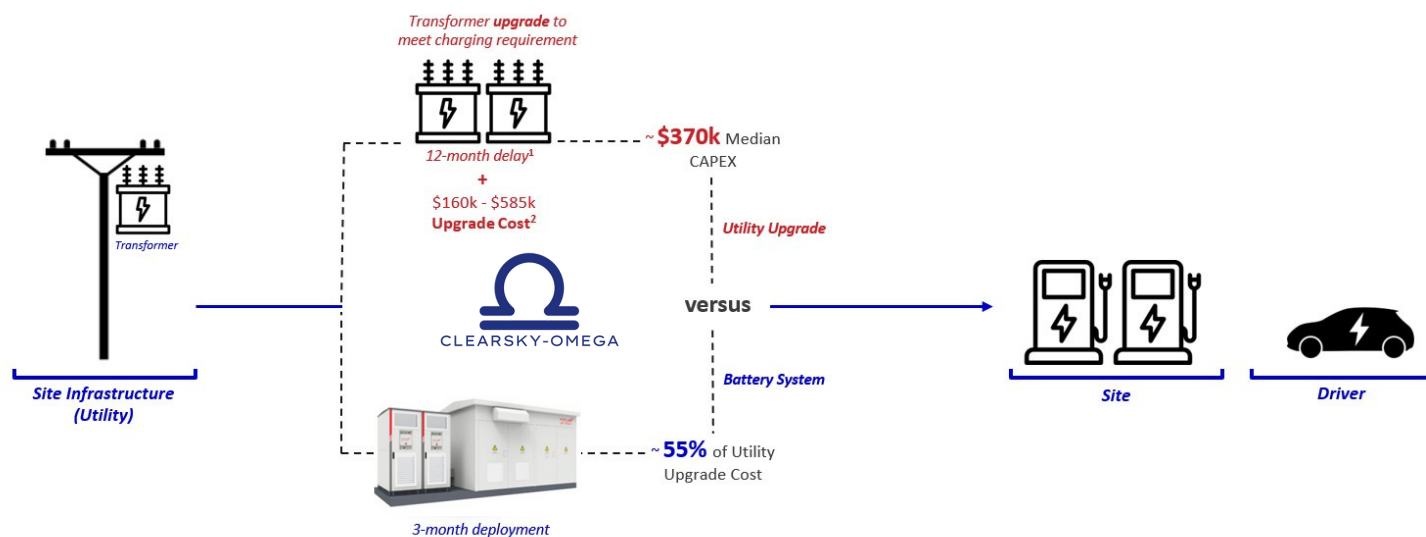 Transformer upgrade to
meet charging requirement
12-month delay¹
+
$160k - $585k
Upgrade Cost²
~ $370k Median
CAPEX
Utility Upgrade
Transformer
CLEARSKY-OMEGA
versus
Battery System
Site Infrastructure
(Utility)
Site
Driver
~ 55% of Utility
Upgrade Cost
3-month deployment